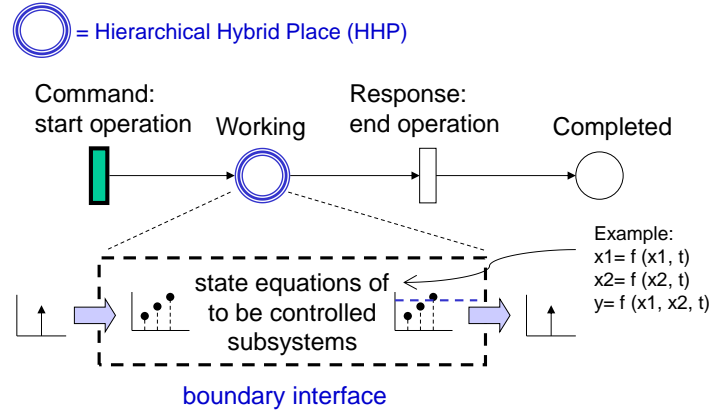 = Hierarchical Hybrid Place (HHP)
Command:
start operation
Working
Response:
end operation
Completed
state equations of
to be controlled
subsystems
Example:
x1= f (x1, t)
x2= f (x2, t)
y= f (x1, x2, t)
boundary interface